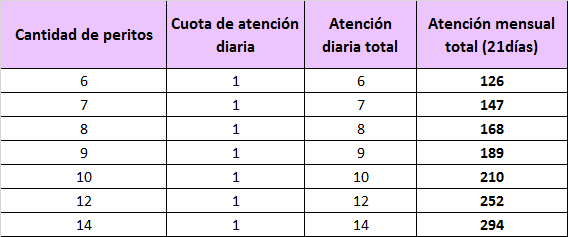 Cantidad de peritos | Cuota de atención diaria | Atención diaria total | Atención mensual total (21días)
6 | 1 | 6 | 126
7 | 1 | 7 | 147
8 | 1 | 8 | 168
9 | 1 | 9 | 189
10 | 1 | 10 | 210
12 | 1 | 12 | 252
14 | 1 | 14 | 294